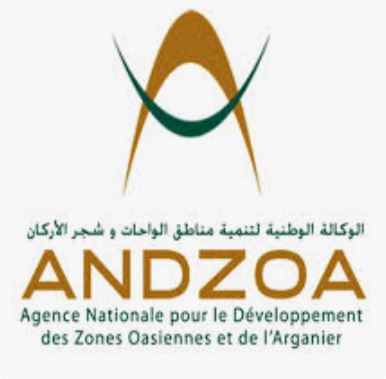 الوكالة الوطنية لتنمية مناطق الواحات و شجر الأركان
ANDZOA
Agence Nationale pour le Développement
des Zones Oasiennes et de l'Arganier